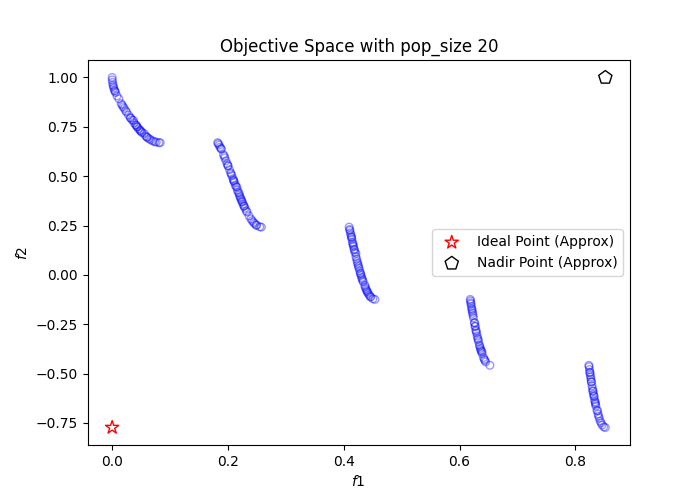 Objective Space with pop_size 20
f2
1.00
0.75
0.50
0.25
0.00
−0.25
−0.50
−0.75
Ideal Point (Approx)
Nadir Point (Approx)
0.0 0.2 0.4 0.6 0.8
f1